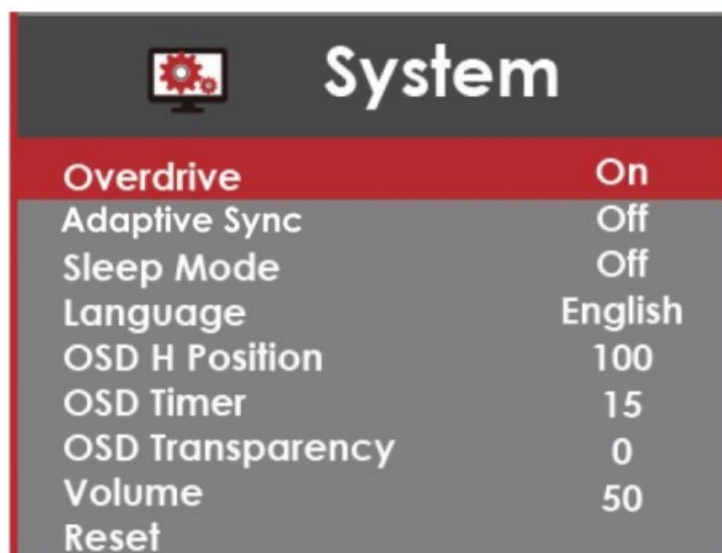 System
Overdrive On
Adaptive Sync Off
Sleep Mode Off
Language English
OSD H Position 100
OSD Timer 15
OSD Transparency 0
Volume 50
Reset